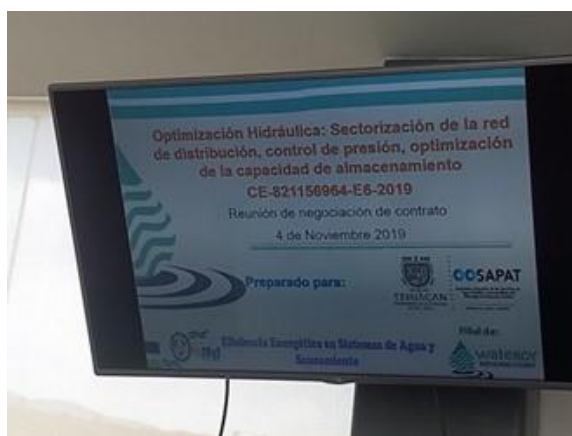 Optimización Hidráulica: Sectorización de la red
de distribución, control de presión, optimización
de la capacidad de almacenamiento
CE-821156964-E6-2019
Reunión de negociación de contrato
4 de Noviembre 2019
Preparado para:
TEHUACAN
OOSAPAT
Filial de:
Eficiencia Energética en Sistemas de Agua y
Saneamiento
watergy